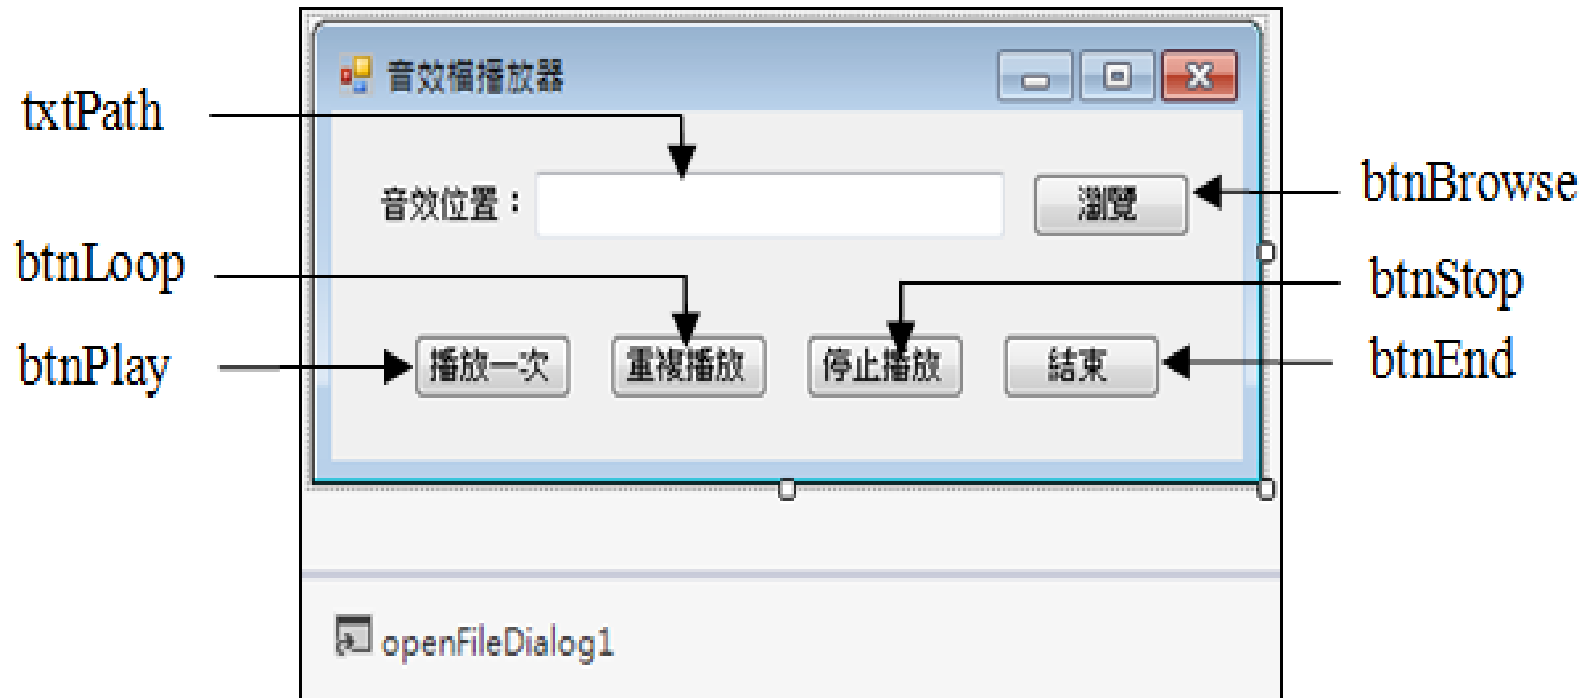 音效檔播放器
txtPath
音效位置：
瀏覽
btnBrowse
btnLoop
btnStop
btnPlay
播放一次
重複播放
停止播放
結束
btnEnd
openFileDialog1